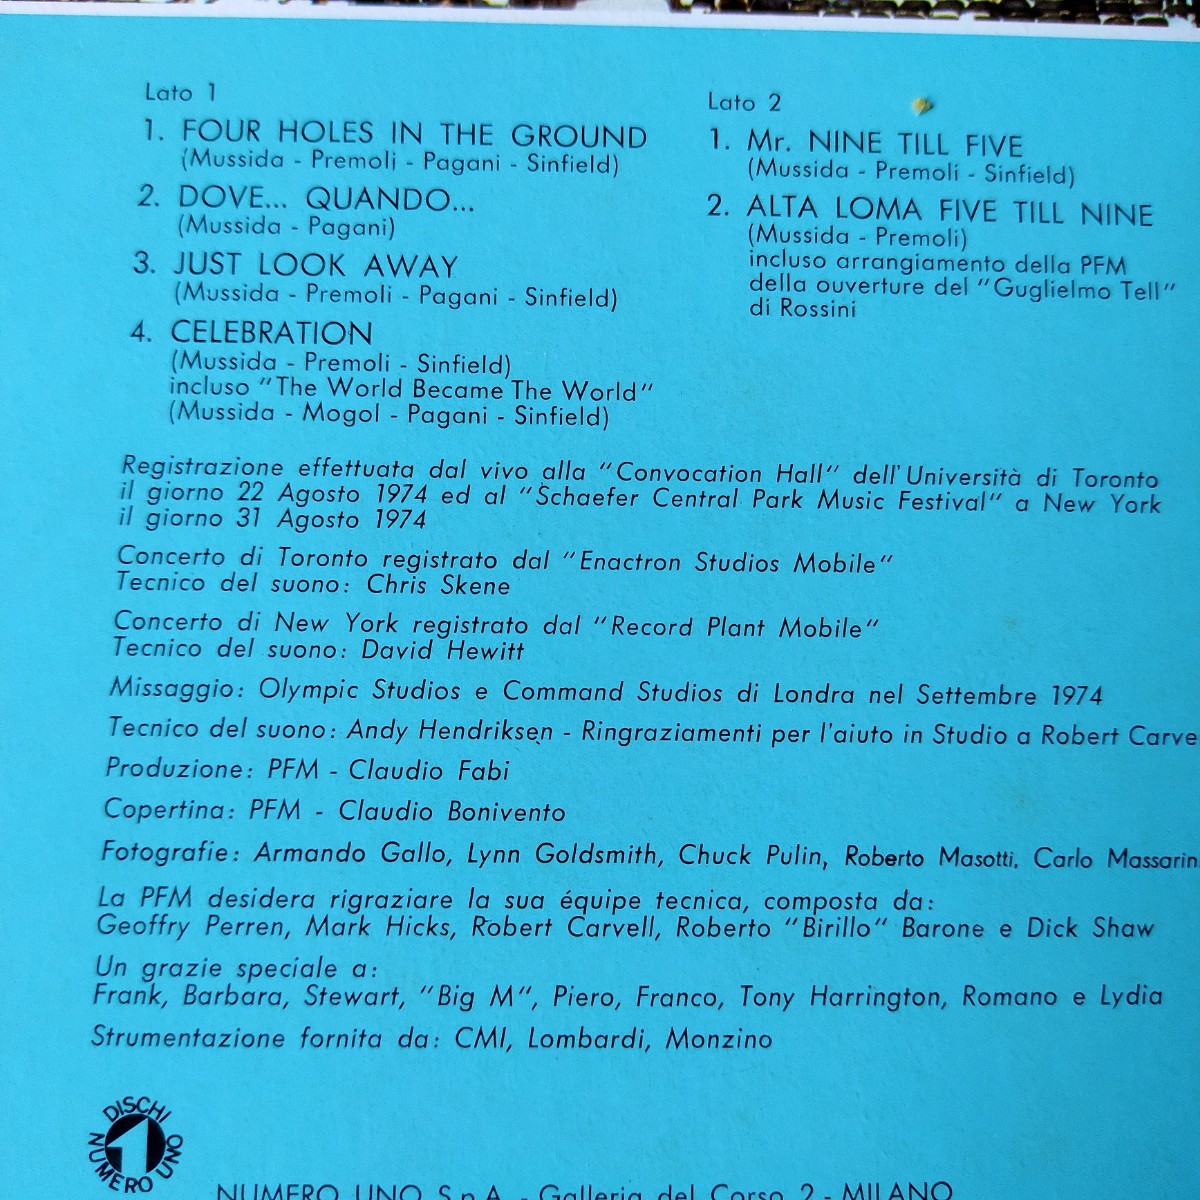 Lato 1
1. FOUR HOLES IN THE GROUND
(Mussida - Premoli - Pagani - Sinfield)
2. DOVE... QUANDO...
(Mussida - Pagani)
3. JUST LOOK AWAY
(Mussida - Premoli - Pagani - Sinfield)
4. CELEBRATION
(Mussida - Premoli - Sinfield)
incluso "The World Became The World"
(Mussida - Mogol - Pagani - Sinfield)
Lato 2
1. Mr. NINE TILL FIVE
(Mussida - Premoli - Sinfield)
2. ALTA LOMA FIVE TILL NINE
(Mussida - Premoli)
incluso arrangiamento della PFM
della ouverture del "Guglielmo Tell"
di Rossini
Registrazione effettuata dal vivo alla "Convocation Hall" dell'Università di Toronto
il giorno 22 Agosto 1974 ed al "Schaefer Central Park Music Festival" a New York
il giorno 31 Agosto 1974
Concerto di Toronto registrato dal "Enactron Studios Mobile"
Tecnico del suono: Chris Skene
Concerto di New York registrato dal "Record Plant Mobile"
Tecnico del suono: David Hewitt
Missaggio: Olympic Studios e Command Studios di Londra nel Settembre 1974
Tecnico del suono: Andy Hendriksen - Ringraziamenti per l'aiuto in Studio a Robert Carve
Produzione: PFM - Claudio Fabi
Copertina: PFM - Claudio Bonivento
Fotografie: Armando Gallo, Lynn Goldsmith, Chuck Pulin, Roberto Masotti, Carlo Massarin
La PFM desidera rigraziare la sua équipe tecnica, composta da:
Geoffry Perren, Mark Hicks, Robert Carvell, Roberto "Birillo" Barone e Dick Shaw
Un grazie speciale a:
Frank, Barbara, Stewart, "Big M", Piero, Franco, Tony Harrington, Romano e Lydia
Strumentazione fornita da: CMI, Lombardi, Monzino
DISCHI NUMERO UNO
1
NUMERO UNO S.p.A. - Galleria del Corso 2 - MILANO